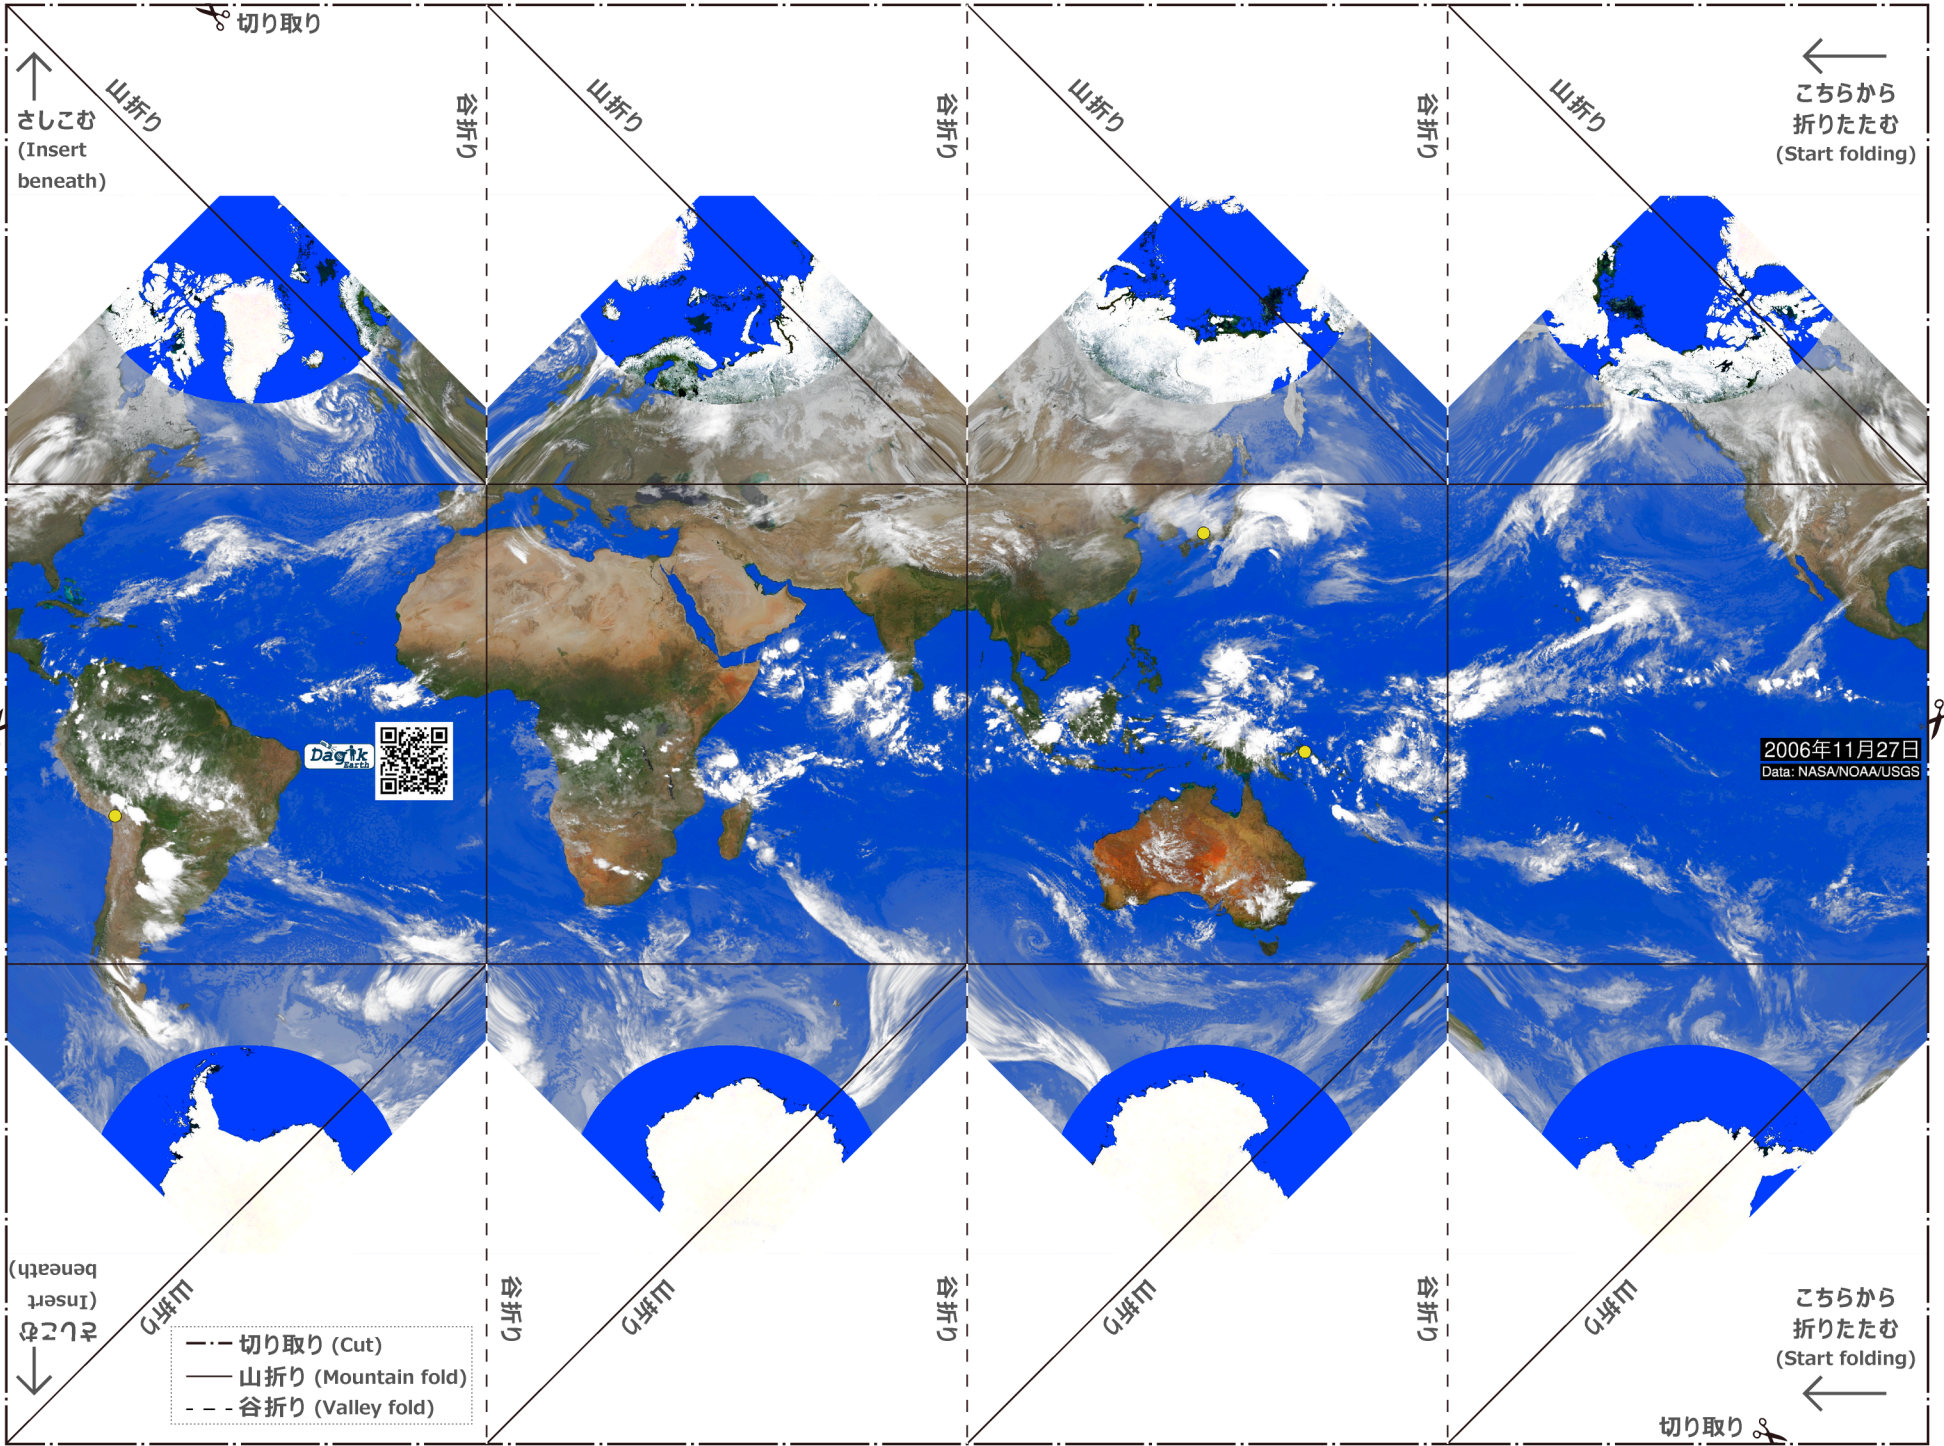 切り取り
さしこむ
(Insert
beneath)
山折り
谷折り
山折り
谷折り
山折り
谷折り
山折り
こちらから
折りたたむ
(Start folding)
Dagik
Earth
2006年11月27日
Data: NASA/NOAA/USGS
さしこむ
(Insert
beneath)
山折り
谷折り
山折り
谷折り
山折り
谷折り
山折り
こちらから
折りたたむ
(Start folding)
切り取り (Cut)
山折り (Mountain fold)
谷折り (Valley fold)
切り取り